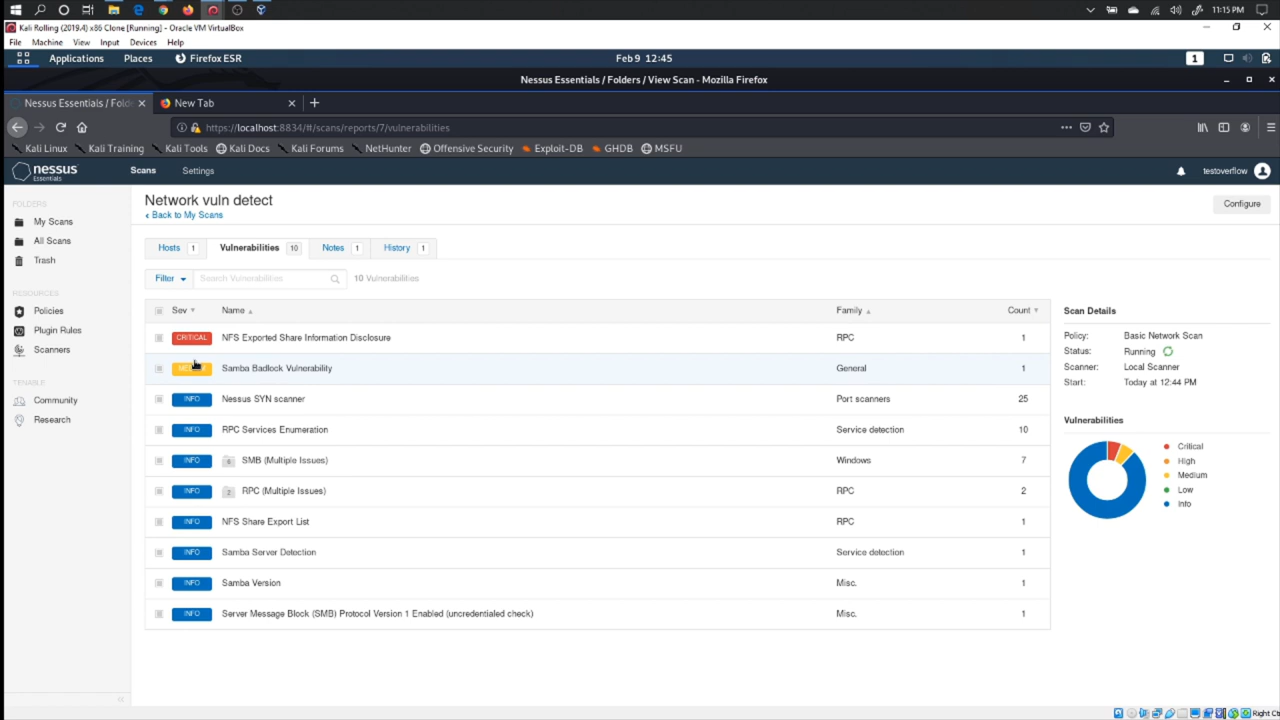 11:15 PM
Kali Rolling (2019.4) x86 Clone [Running] - Oracle VM VirtualBox
File Machine View Input Devices Help
Applications Places Firefox ESR Feb 9 12:45 1
Nessus Essentials / Folders / View Scan - Mozilla Firefox
Nessus Essentials / Fold New Tab
https://localhost:8834/#/scans/reports/7/vulnerabilities
Kali Linux Kali Training Kali Tools Kali Docs Kali Forums NetHunter Offensive Security Exploit-DB GHDB MSFU
nessus Essentials Scans Settings testoverflow
FOLDERS
My Scans
All Scans
Trash
RESOURCES
Policies
Plugin Rules
Scanners
TENABLE
Community
Research
Network vuln detect
Configure
Back to My Scans
Hosts 1 Vulnerabilities 10 Notes 1 History 1
Filter Search Vulnerabilities 10 Vulnerabilities
Sev Name Family Count
CRITICAL NFS Exported Share Information Disclosure RPC 1
Samba Badlock Vulnerability General 1
INFO Nessus SYN scanner Port scanners 25
INFO RPC Services Enumeration Service detection 10
INFO SMB (Multiple Issues) Windows 7
INFO 2 RPC (Multiple Issues) RPC 2
INFO NFS Share Export List RPC 1
INFO Samba Server Detection Service detection 1
INFO Samba Version Misc. 1
INFO Server Message Block (SMB) Protocol Version 1 Enabled (uncredentialed check) Misc. 1
Scan Details
Policy: Basic Network Scan
Status: Running
Scanner: Local Scanner
Start: Today at 12:44 PM
Vulnerabilities
Critical
High
Medium
Low
Info
Right Ct